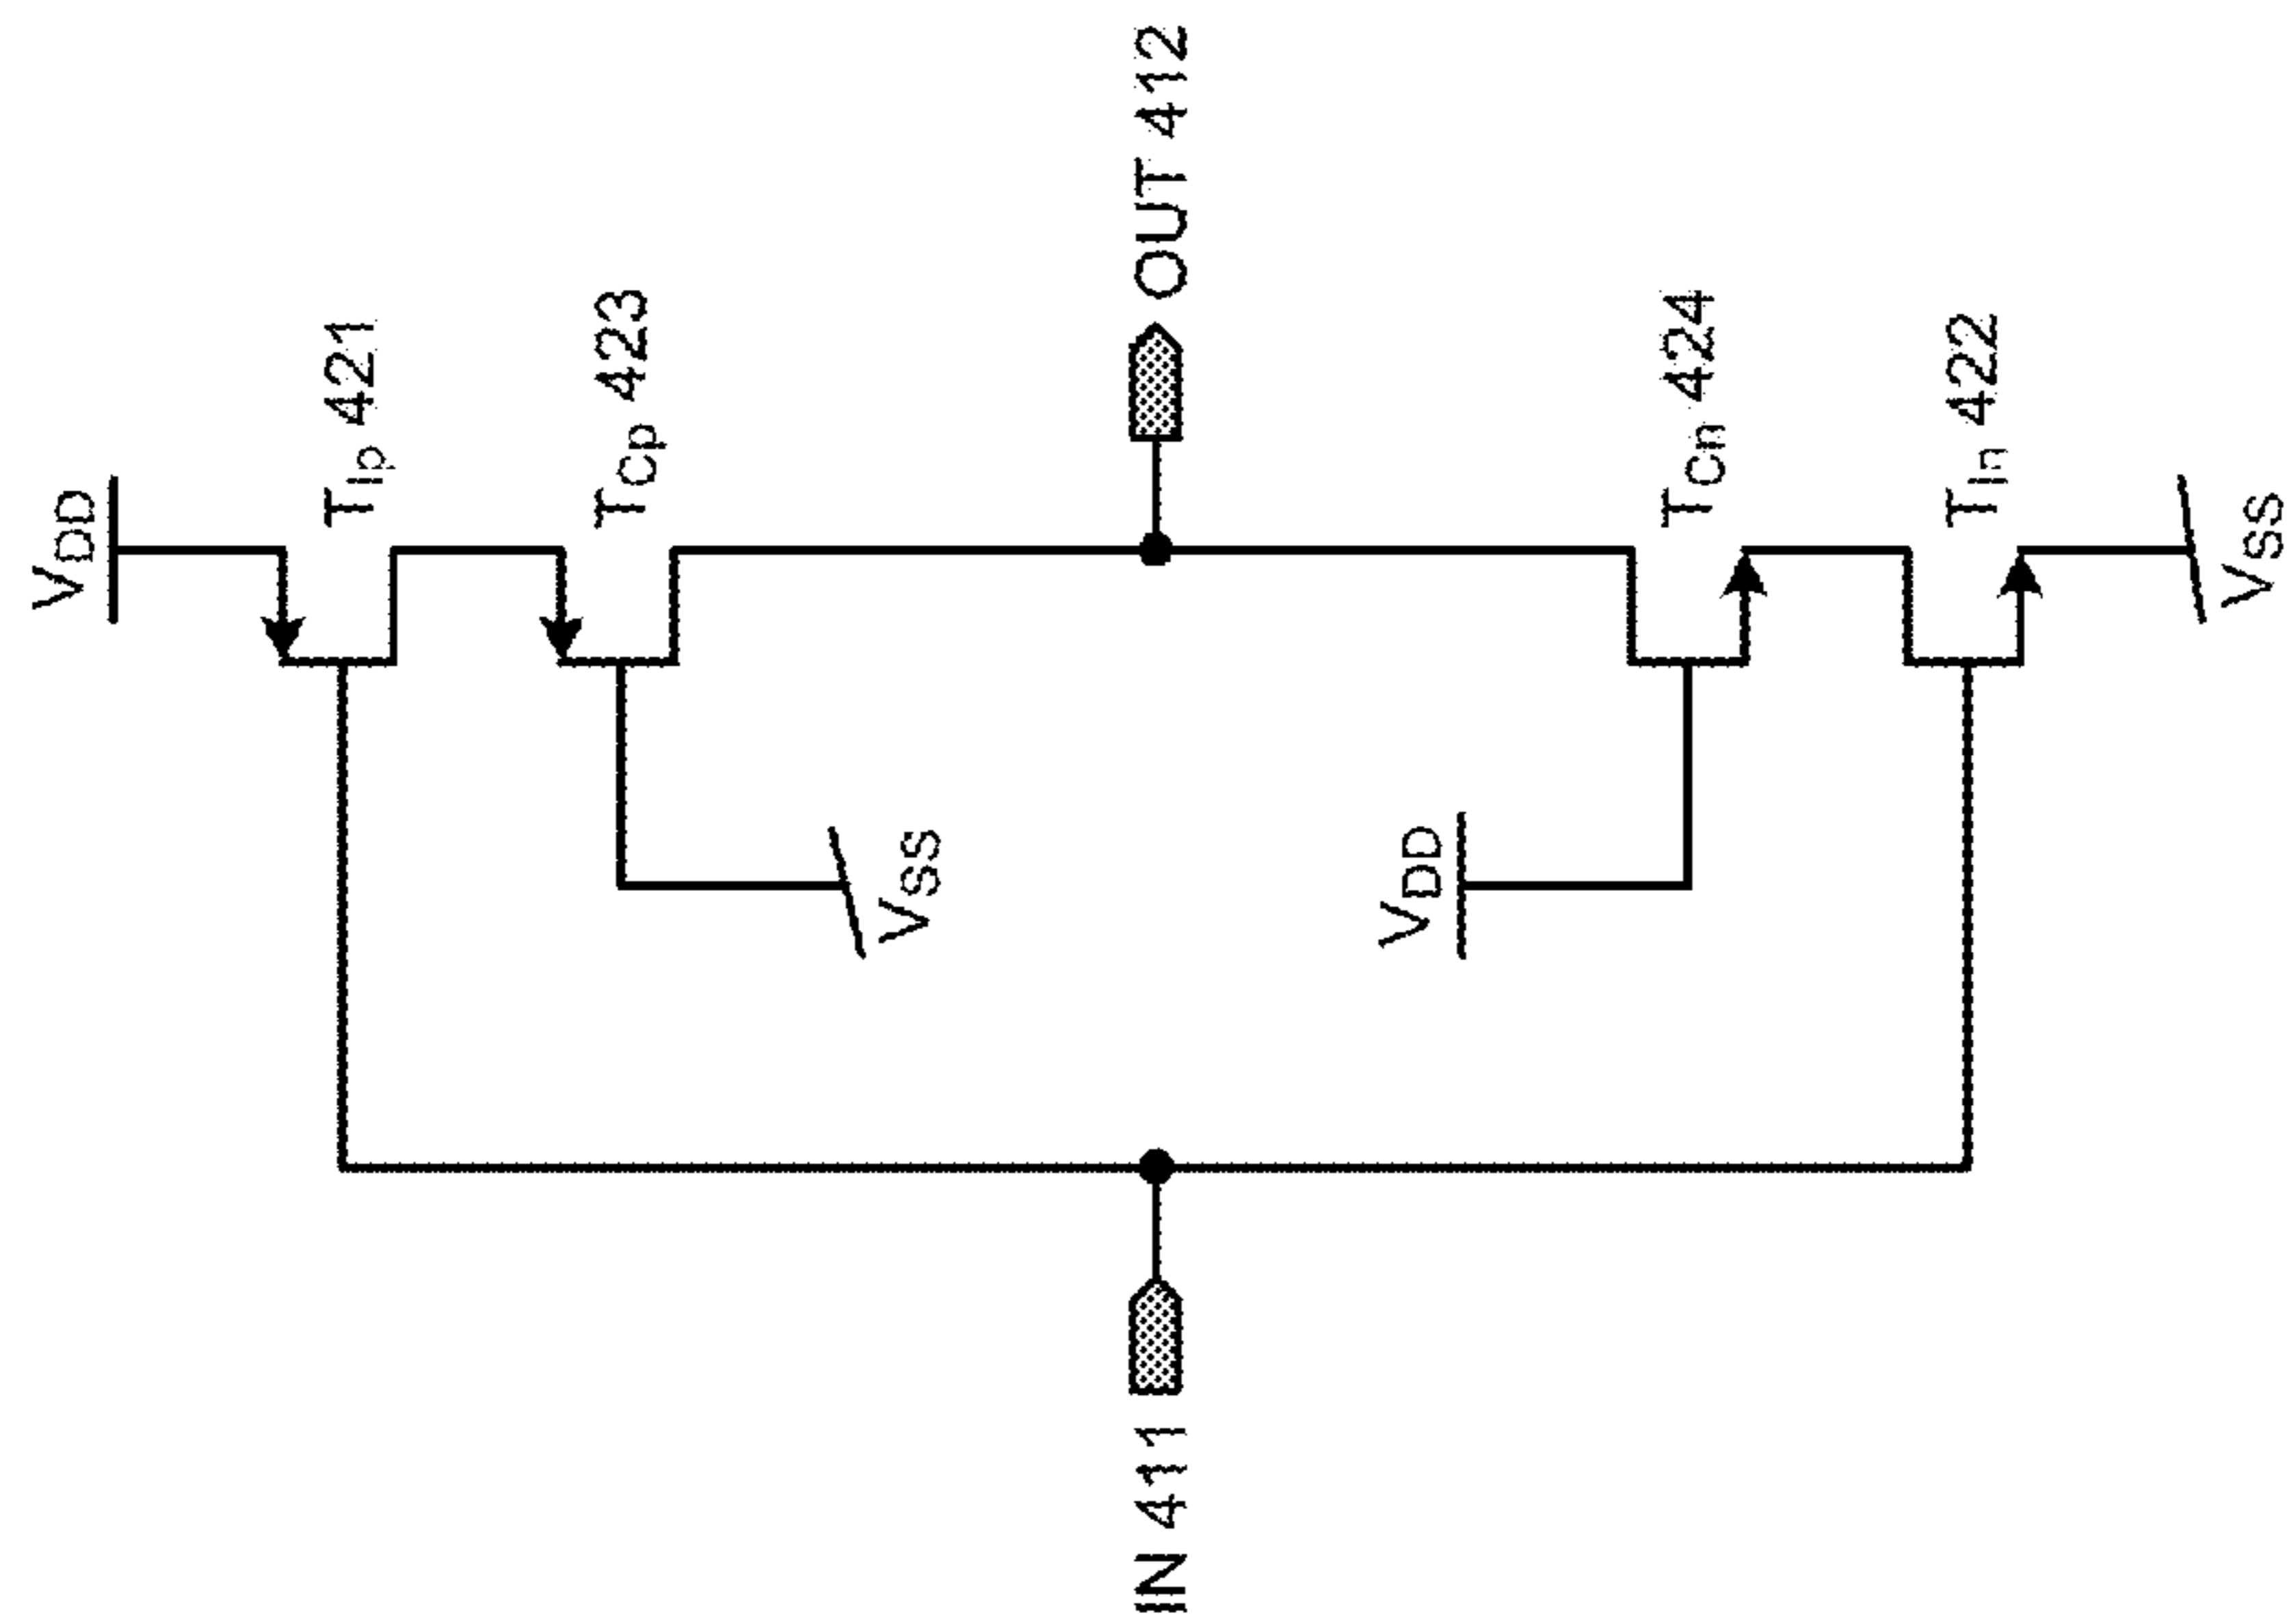 VDD
TIp 421
TCp 423
VSS
IN 411
OUT 412
VDD
TCn 424
TIn 422
VSS